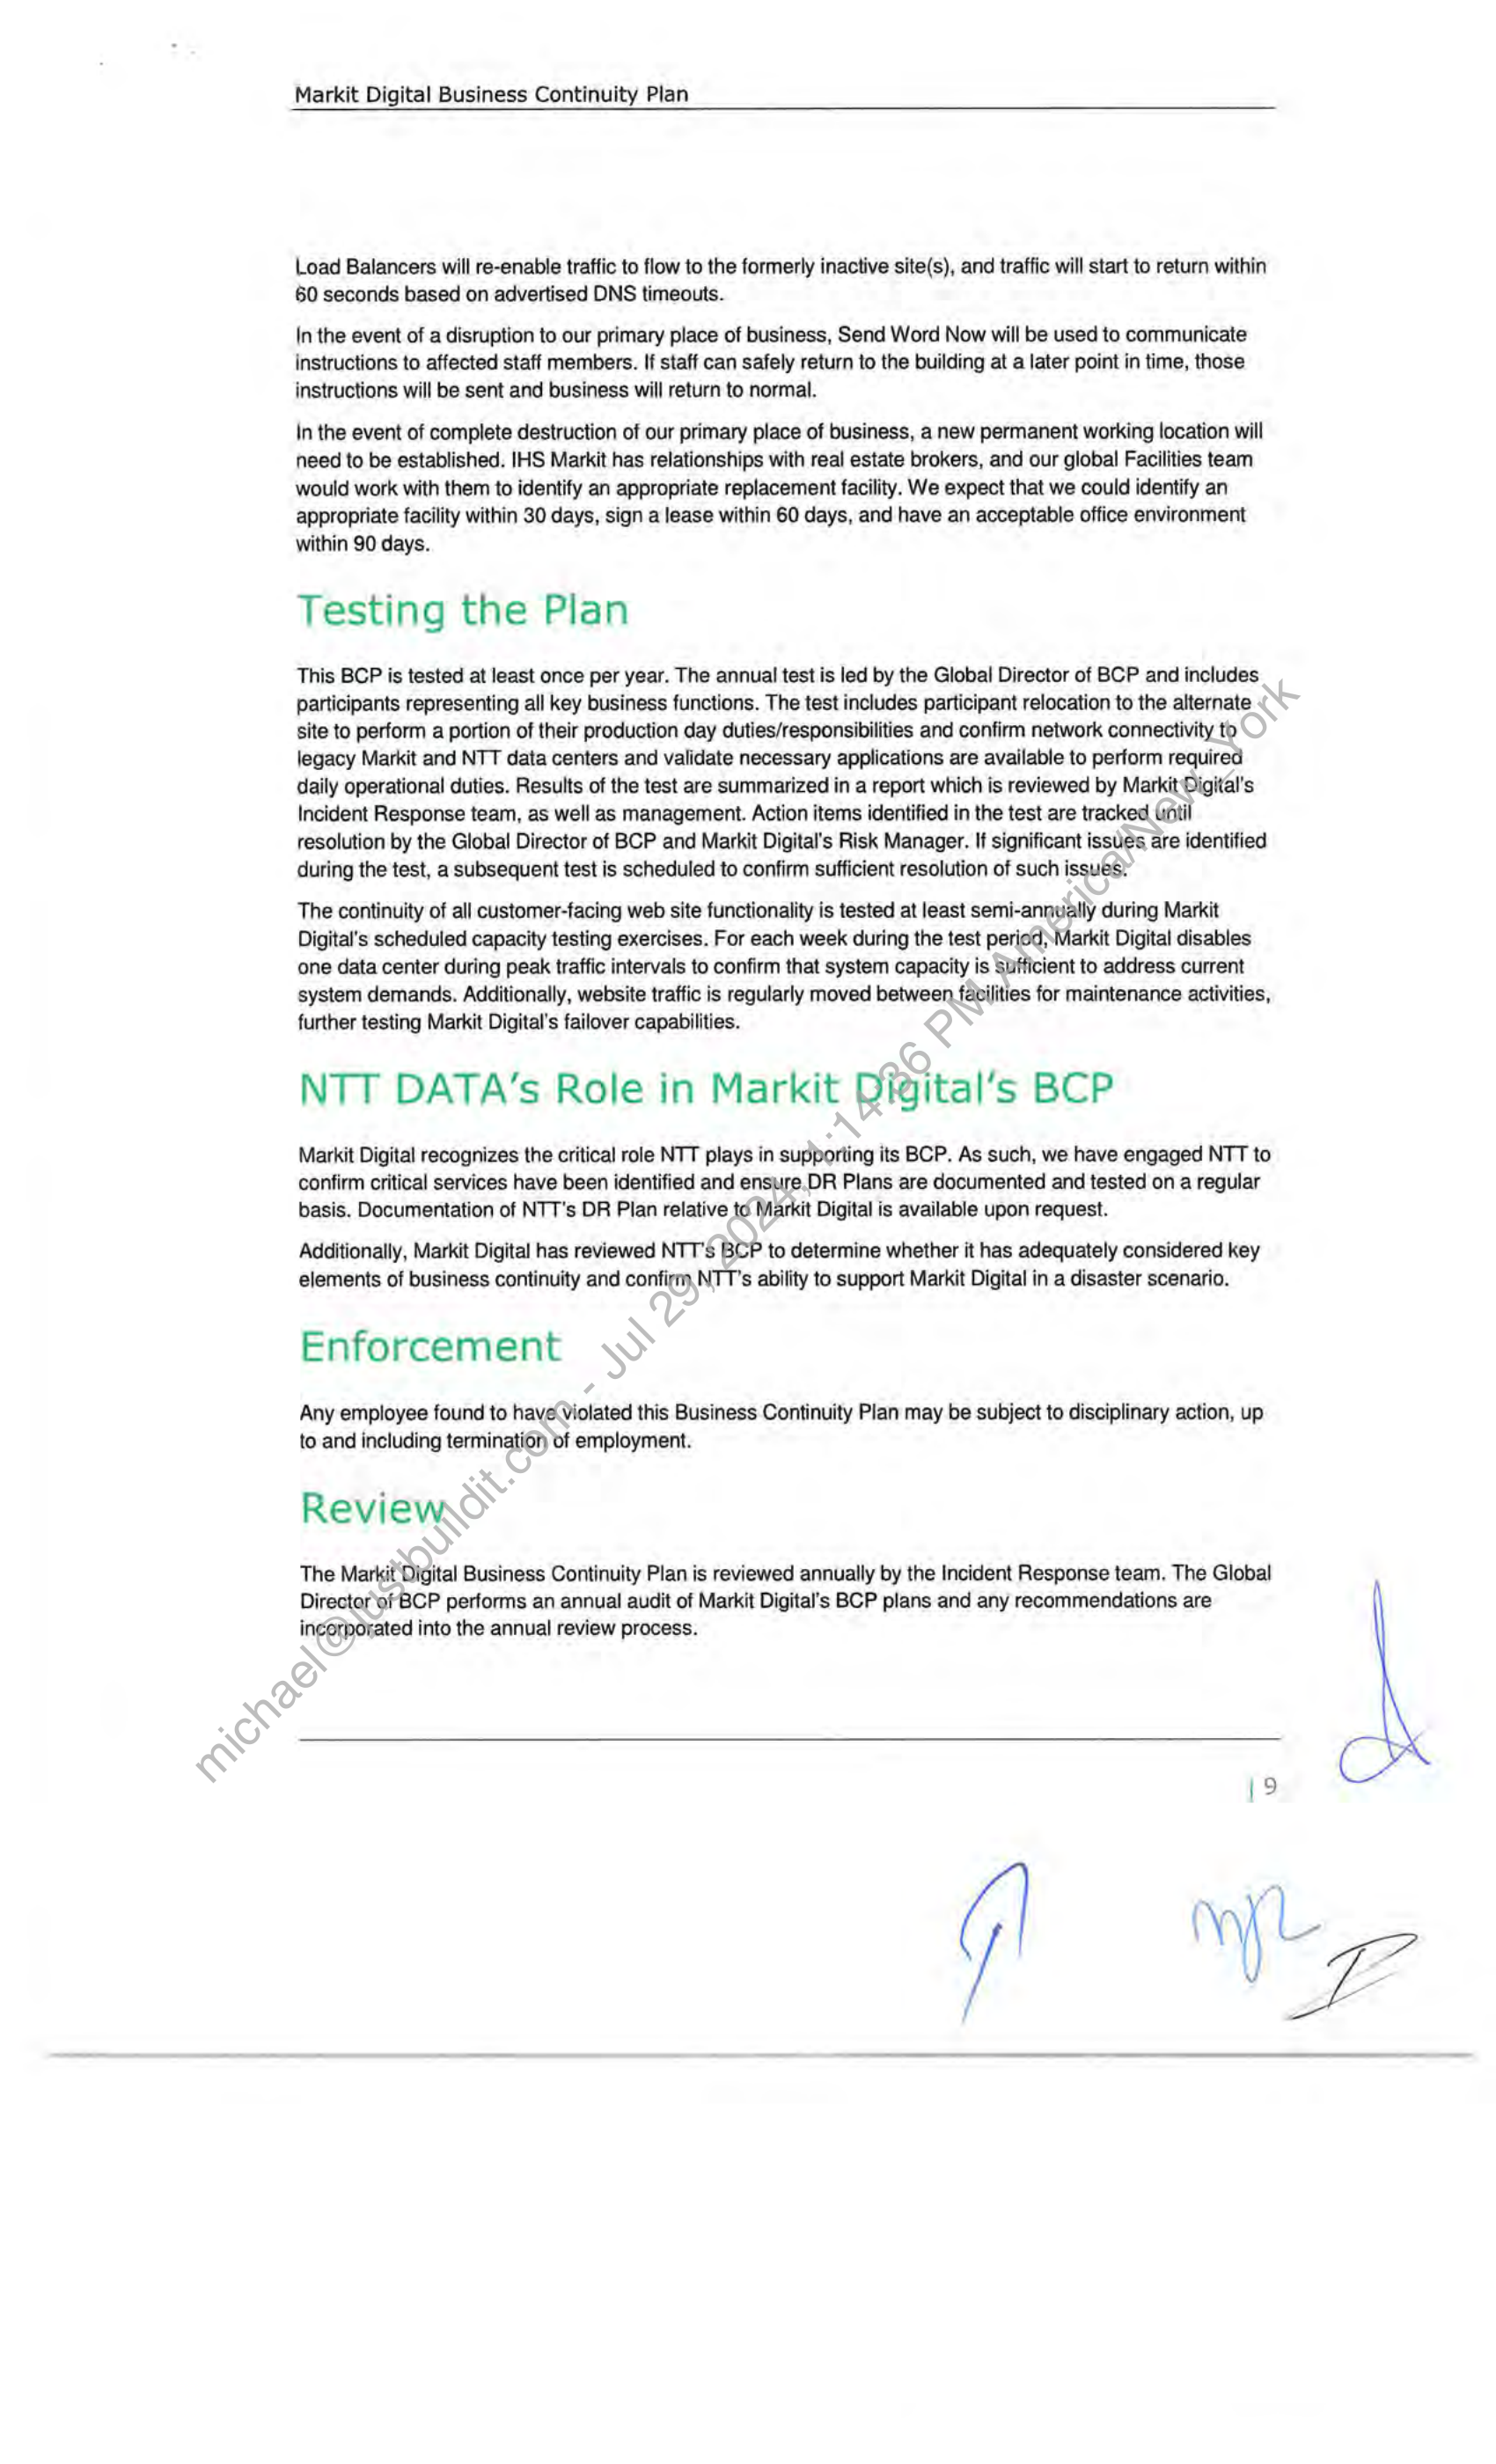 Markit Digital Business Continuity Plan
Load Balancers will re-enable traffic to flow to the formerly inactive site(s), and traffic will start to return within
60 seconds based on advertised DNS timeouts.
In the event of a disruption to our primary place of business, Send Word Now will be used to communicate
instructions to affected staff members. If staff can safely return to the building at a later point in time, those
instructions will be sent and business will return to normal.
In the event of complete destruction of our primary place of business, a new permanent working location will
need to be established. IHS Markit has relationships with real estate brokers, and our global Facilities team
would work with them to identify an appropriate replacement facility. We expect that we could identify an
appropriate facility within 30 days, sign a lease within 60 days, and have an acceptable office environment
within 90 days.
Testing the Plan
This BCP is tested at least once per year. The annual test is led by the Global Director of BCP and includes
participants representing all key business functions. The test includes participant relocation to the alternate
site to perform a portion of their production day duties/responsibilities and confirm network connectivity to
legacy Markit and NTT data centers and validate necessary applications are available to perform required
daily operational duties. Results of the test are summarized in a report which is reviewed by Markit Digital's
Incident Response team, as well as management. Action items identified in the test are tracked until
resolution by the Global Director of BCP and Markit Digital's Risk Manager. If significant issues are identified
during the test, a subsequent test is scheduled to confirm sufficient resolution of such issues.
The continuity of all customer-facing web site functionality is tested at least semi-annually during Markit
Digital's scheduled capacity testing exercises. For each week during the test period, Markit Digital disables
one data center during peak traffic intervals to confirm that system capacity is sufficient to address current
system demands. Additionally, website traffic is regularly moved between facilities for maintenance activities,
further testing Markit Digital's failover capabilities.
NTT DATA's Role in Markit Digital's BCP
Markit Digital recognizes the critical role NTT plays in supporting its BCP. As such, we have engaged NTT to
confirm critical services have been identified and ensure DR Plans are documented and tested on a regular
basis. Documentation of NTT's DR Plan relative to Markit Digital is available upon request.
Additionally, Markit Digital has reviewed NTT's BCP to determine whether it has adequately considered key
elements of business continuity and confirm NTT's ability to support Markit Digital in a disaster scenario.
Enforcement
Any employee found to have violated this Business Continuity Plan may be subject to disciplinary action, up
to and including termination of employment.
Review
The Markit Digital Business Continuity Plan is reviewed annually by the Incident Response team. The Global
Director of BCP performs an annual audit of Markit Digital's BCP plans and any recommendations are
incorporated into the annual review process.
| 9
michael@justbuildit.com - Jul 29, 2024, 1:14:36 PM America/New_York